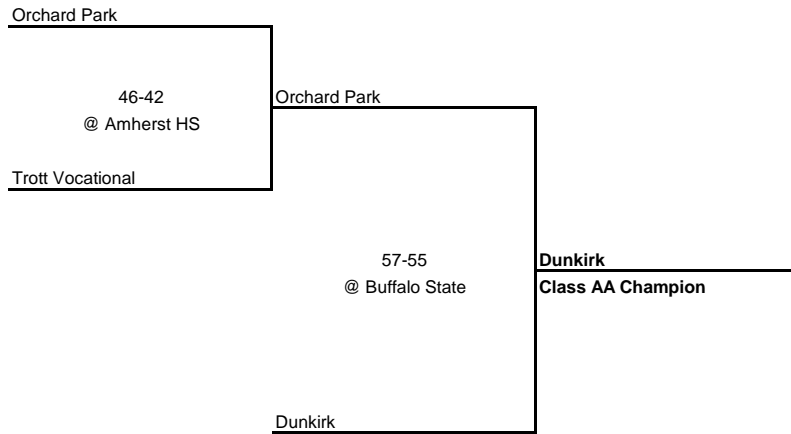 Orchard Park
46-42
@ Amherst HS
Orchard Park
Trott Vocational
57-55
@ Buffalo State
Dunkirk
Class AA Champion
Dunkirk